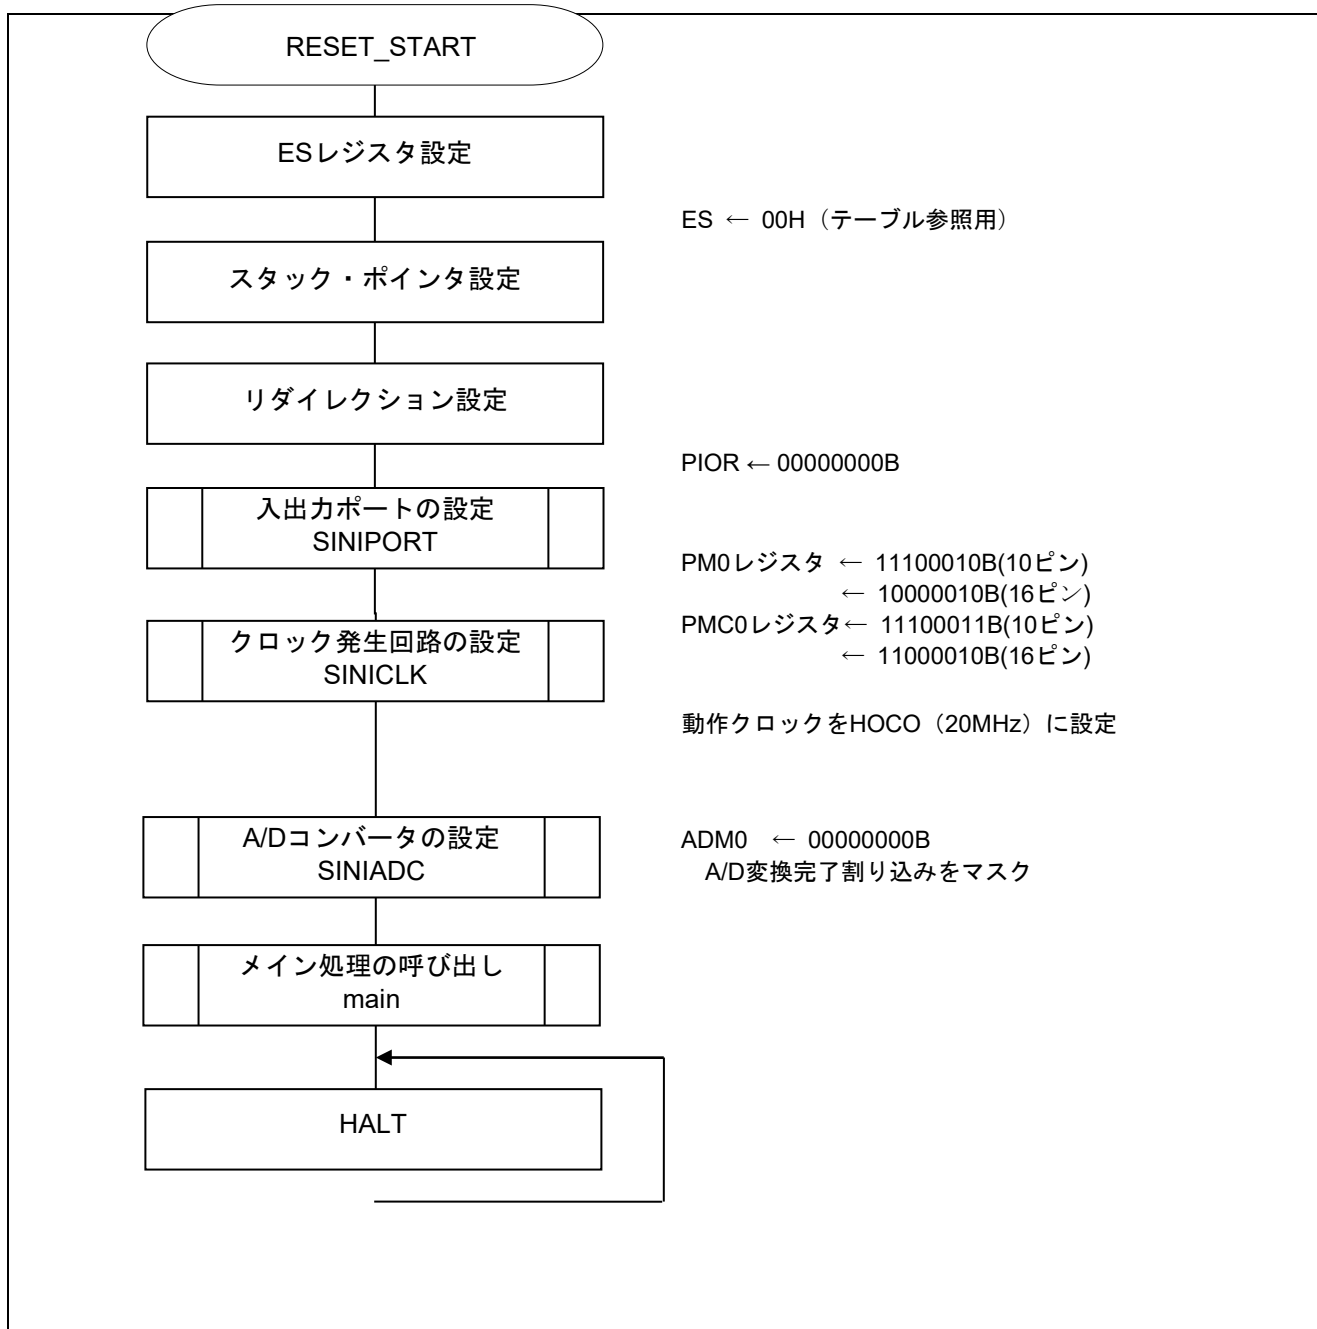 RESET_START
ESレジスタ設定
ES ← 00H（テーブル参照用）
スタック・ポインタ設定
リダイレクション設定
PIOR ← 00000000B
入出力ポートの設定
SINIPORT
PM0レジスタ ← 11100010B(10ピン)
← 10000010B(16ピン)
PMC0レジスタ← 11100011B(10ピン)
← 11000010B(16ピン)
クロック発生回路の設定
SINICLK
動作クロックをHOCO（20MHz）に設定
A/Dコンバータの設定
SINIADC
ADM0 ← 00000000B
A/D変換完了割り込みをマスク
メイン処理の呼び出し
main
HALT